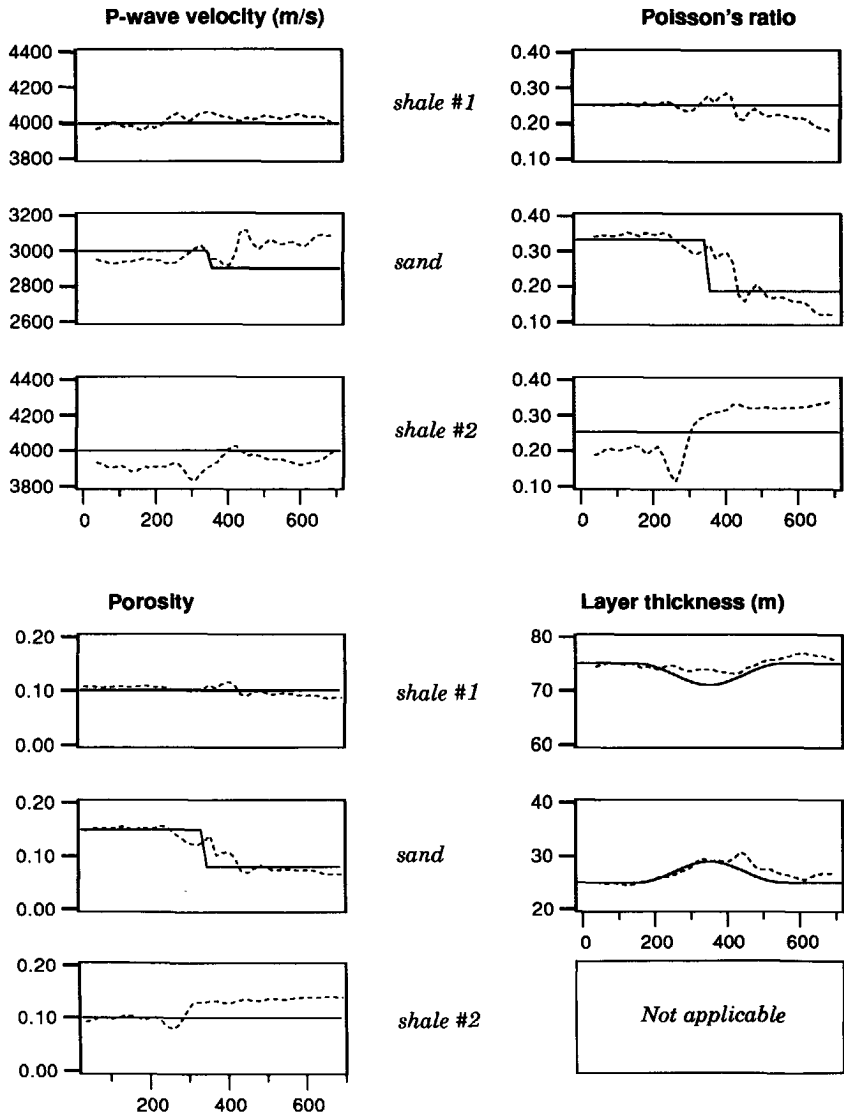 P-wave velocity (m/s)
Poisson's ratio
4400
4200
4000
3800
shale #1
0.40
0.30
0.20
0.10
3200
3000
2800
2600
sand
0.40
0.30
0.20
0.10
4400
4200
4000
3800
0 200 400 600
shale #2
0.40
0.30
0.20
0.10
0 200 400 600
Porosity
Layer thickness (m)
0.20
0.10
0.00
shale #1
80
70
60
0.20
0.10
0.00
sand
40
30
20
0 200 400 600
0.20
0.10
0.00
200 400 600
shale #2
Not applicable